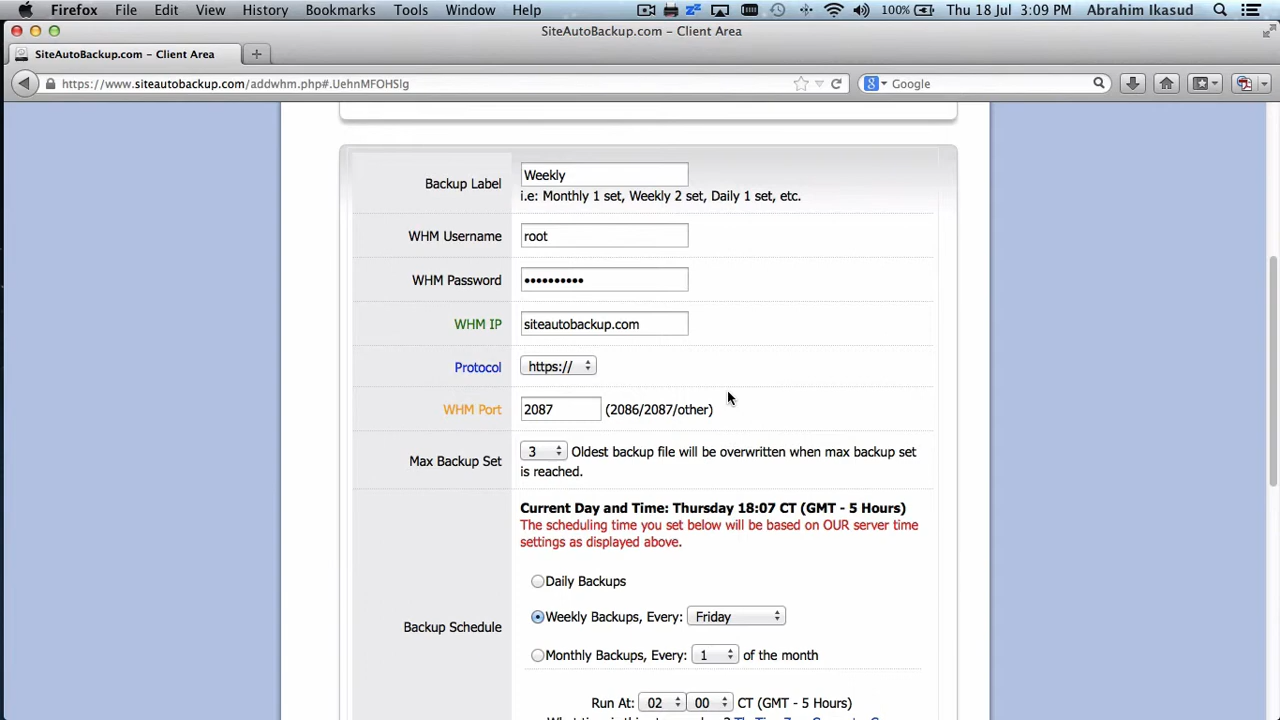 Firefox File Edit View History Bookmarks Tools Window Help 100% Thu 18 Jul 3:09 PM Abrahim Ikasud
SiteAutoBackup.com – Client Area
SiteAutoBackup.com – Client Area
https://www.siteautobackup.com/addwhm.php#.UehnMFOHSlg Google
Backup Label Weekly
i.e: Monthly 1 set, Weekly 2 set, Daily 1 set, etc.
WHM Username root
WHM Password ••••••••••
WHM IP siteautobackup.com
Protocol https://
WHM Port 2087 (2086/2087/other)
Max Backup Set 3 Oldest backup file will be overwritten when max backup set
is reached.
Current Day and Time: Thursday 18:07 CT (GMT - 5 Hours)
The scheduling time you set below will be based on OUR server time
settings as displayed above.
Daily Backups
Backup Schedule
Weekly Backups, Every: Friday
Monthly Backups, Every: 1 of the month
Run At: 02 00 CT (GMT - 5 Hours)